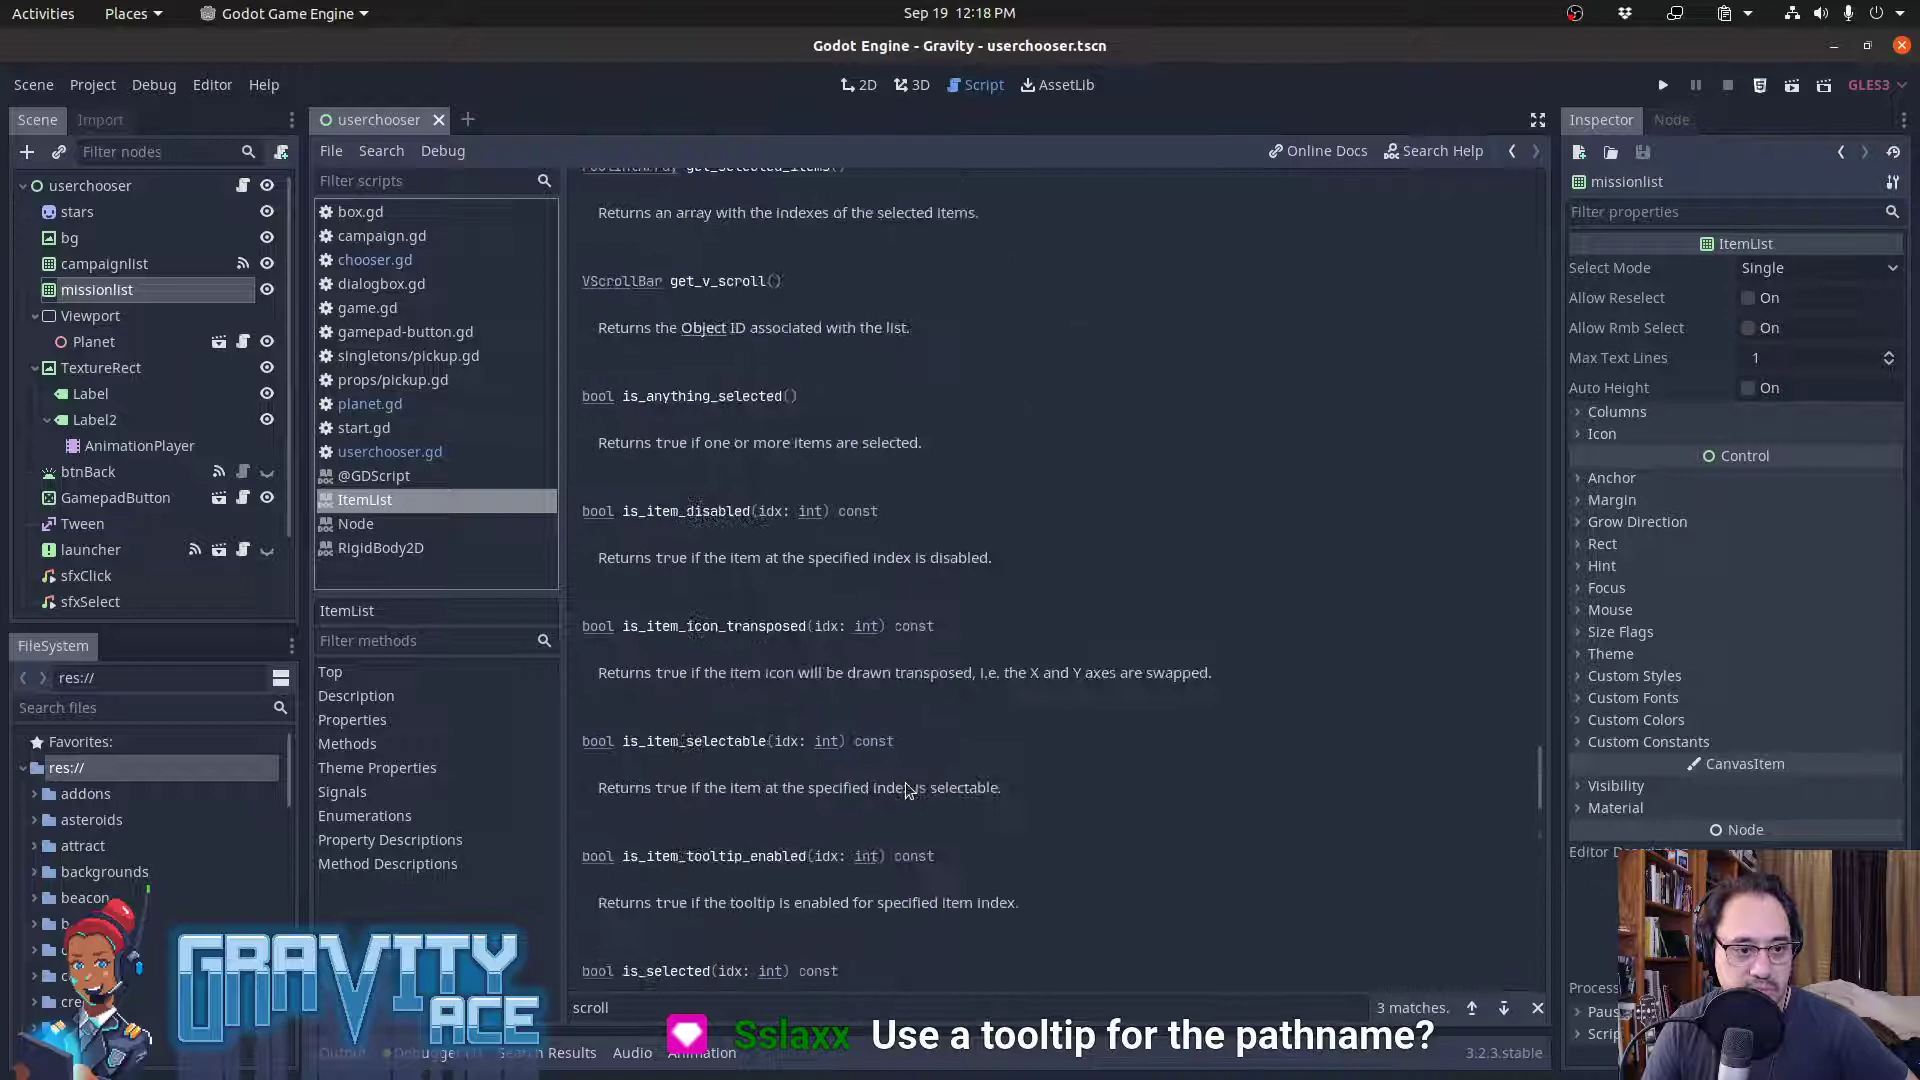 Activities Places Godot Game Engine Sep 19 12:18 PM
Godot Engine - Gravity - userchooser.tscn
Scene Project Debug Editor Help 2D 3D Script AssetLib GLES3
Scene Import
Filter nodes
userchooser
stars
bg
campaignlist
missionlist
Viewport
Planet
TextureRect
Label
Label2
AnimationPlayer
btnBack
GamepadButton
Tween
launcher
sfxClick
sfxSelect
FileSystem
res://
Search files
Favorites:
res://
addons
asteroids
attract
backgrounds
beacon
userchooser
File Search Debug Online Docs Search Help
Filter scripts
box.gd
campaign.gd
chooser.gd
dialogbox.gd
game.gd
gamepad-button.gd
singletons/pickup.gd
props/pickup.gd
planet.gd
start.gd
userchooser.gd
@GDScript
ItemList
Node
RigidBody2D
ItemList
Filter methods
Top
Description
Properties
Methods
Theme Properties
Signals
Enumerations
Property Descriptions
Method Descriptions
PoolIntArray get_selected_items()
Returns an array with the indexes of the selected items.
VScrollBar get_v_scroll()
Returns the Object ID associated with the list.
bool is_anything_selected()
Returns true if one or more items are selected.
bool is_item_disabled(idx: int) const
Returns true if the item at the specified index is disabled.
bool is_item_icon_transposed(idx: int) const
Returns true if the item icon will be drawn transposed, i.e. the X and Y axes are swapped.
bool is_item_selectable(idx: int) const
Returns true if the item at the specified index is selectable.
bool is_item_tooltip_enabled(idx: int) const
Returns true if the tooltip is enabled for specified item index.
bool is_selected(idx: int) const
scroll 3 matches.
Output Debugger Search Results Audio Animation 3.2.3.stable
Inspector Node
missionlist
Filter properties
ItemList
Select Mode Single
Allow Reselect On
Allow Rmb Select On
Max Text Lines 1
Auto Height On
Columns
Icon
Control
Anchor
Margin
Grow Direction
Rect
Hint
Focus
Mouse
Size Flags
Theme
Custom Styles
Custom Fonts
Custom Colors
Custom Constants
CanvasItem
Visibility
Material
Node
Editor
Process
Paus
Scrip
GRAVITY
ACE
Sslaxx Use a tooltip for the pathname?